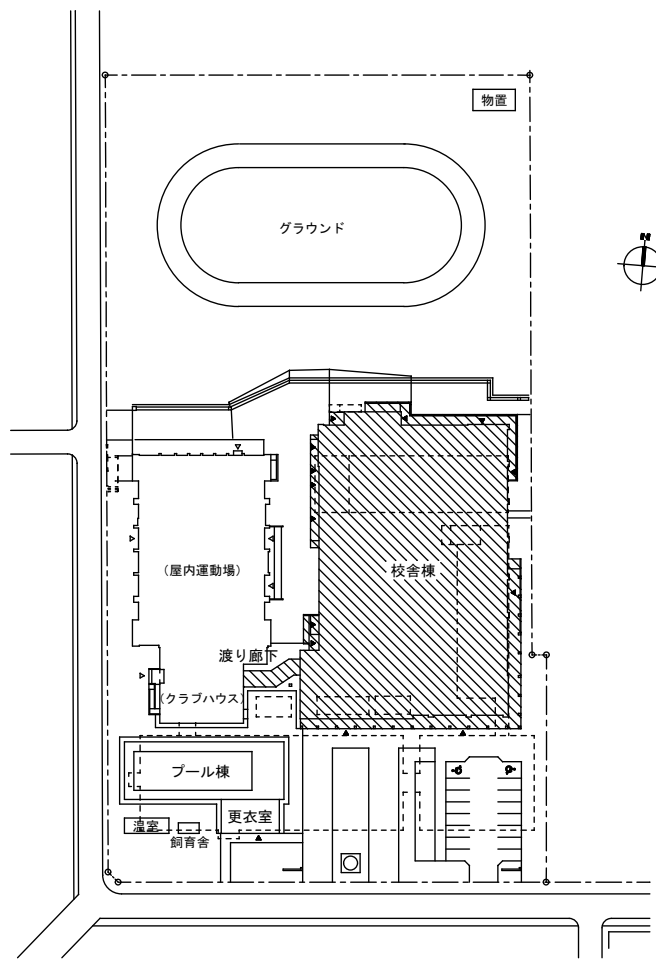 物置
グラウンド
(屋内運動場)
校舎棟
渡り廊下
(クラブハウス)
プール棟
更衣室
温室
飼育舎